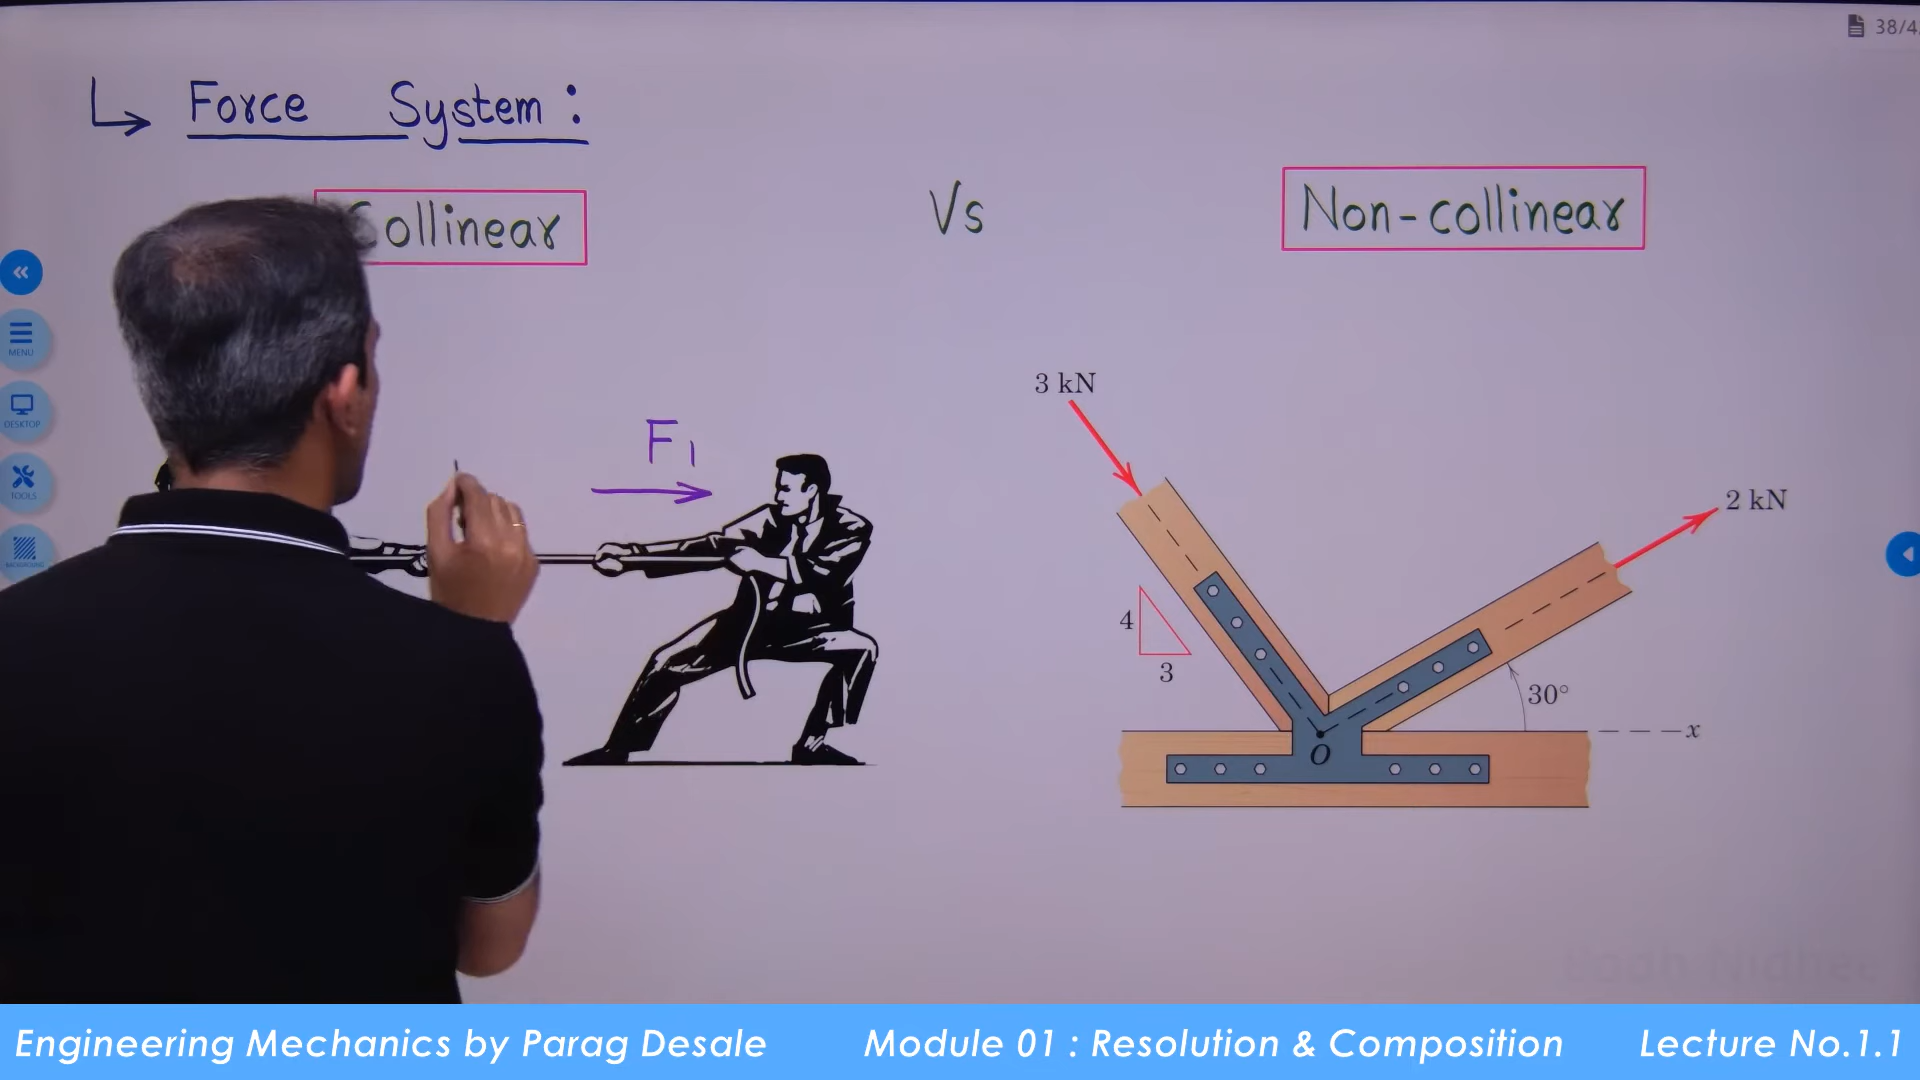 38/4
Force System :
Collinear Vs Non-collinear
MENU
DESKTOP
TOOLS
BACKGROUND
F1
3 kN
2 kN
4
3
30°
x
O
Engineering Mechanics by Parag Desale Module 01 : Resolution & Composition Lecture No.1.1